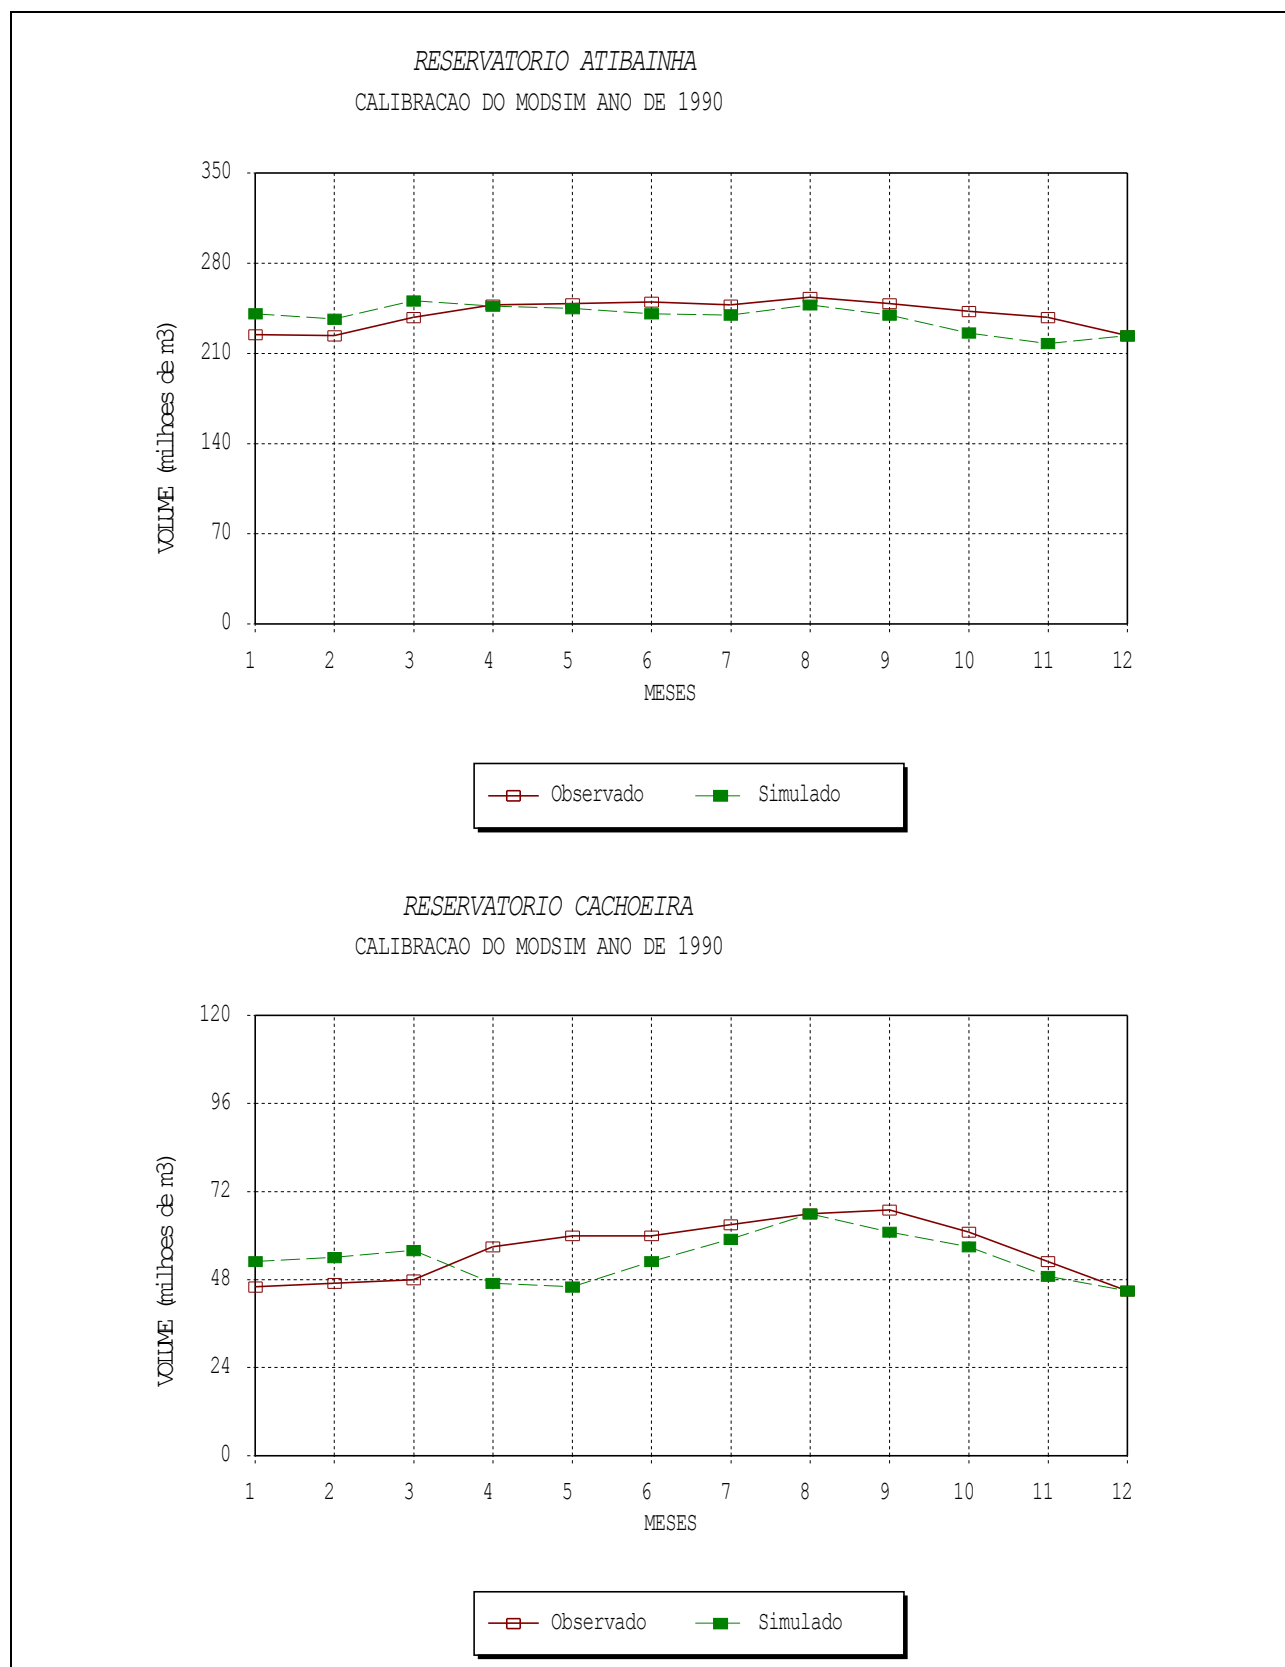 RESERVATORIO ATIBAINHA
CALIBRACAO DO MODSIM ANO DE 1990
350
280
210
140
70
0
VOLUME (milhoes de m3)
1 2 3 4 5 6 7 8 9 10 11 12
MESES
Observado Simulado
RESERVATORIO CACHOEIRA
CALIBRACAO DO MODSIM ANO DE 1990
120
96
72
48
24
0
VOLUME (milhoes de m3)
1 2 3 4 5 6 7 8 9 10 11 12
MESES
Observado Simulado